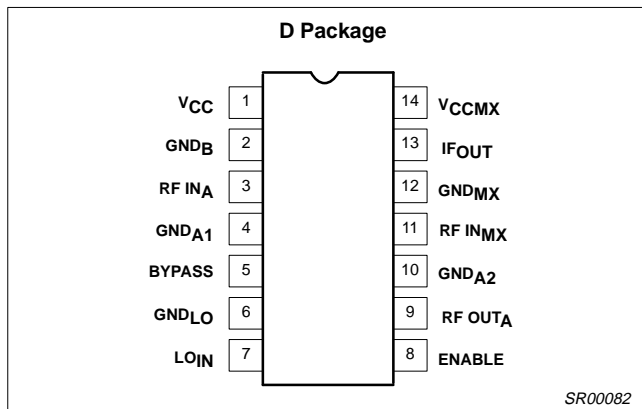 D Package
VCC 1 14 VCCMX
GNDB 2 13 IFOUT
RF INA 3 12 GNDMX
GNDA1 4 11 RF INMX
BYPASS 5 10 GNDA2
GNDLO 6 9 RF OUTA
LOIN 7 8 ENABLE
SR00082